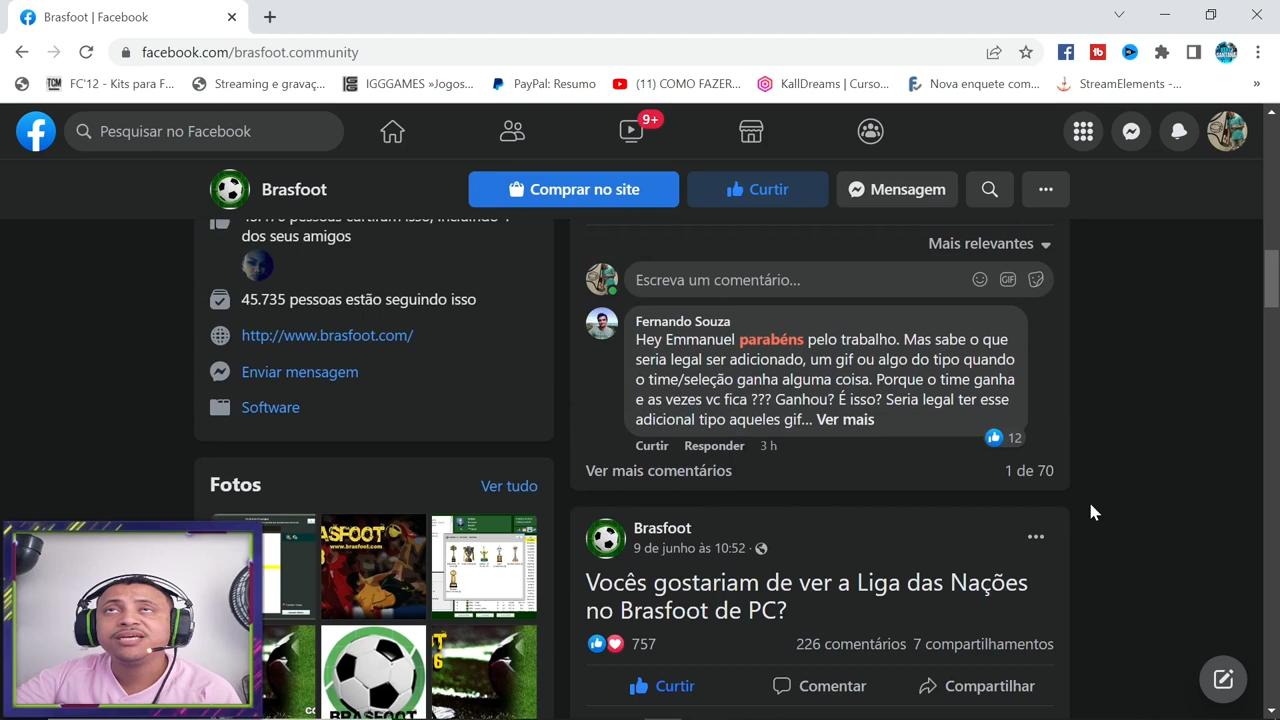 Brasfoot | Facebook
facebook.com/brasfoot.community
FC'12 - Kits para F...
Streaming e gravaç...
IGGGAMES »Jogos...
PayPal: Resumo
(11) COMO FAZER...
KallDreams | Curso...
Nova enquete com...
StreamElements -...
»
Pesquisar no Facebook
9+
Brasfoot
Comprar no site
Curtir
Mensagem
dos seus amigos
45.735 pessoas estão seguindo isso
http://www.brasfoot.com/
Enviar mensagem
Software
Fotos
Ver tudo
Mais relevantes
Escreva um comentário...
GIF
Fernando Souza
Hey Emmanuel parabéns pelo trabalho. Mas sabe o que
seria legal ser adicionado, um gif ou algo do tipo quando
o time/seleção ganha alguma coisa. Porque o time ganha
e as vezes vc fica ??? Ganhou? É isso? Seria legal ter esse
adicional tipo aqueles gif... Ver mais
12
Curtir Responder 3 h
Ver mais comentários
1 de 70
Brasfoot
9 de junho às 10:52 ·
Vocês gostariam de ver a Liga das Nações
no Brasfoot de PC?
757
226 comentários 7 compartilhamentos
Curtir
Comentar
Compartilhar
www.brasfoot.com